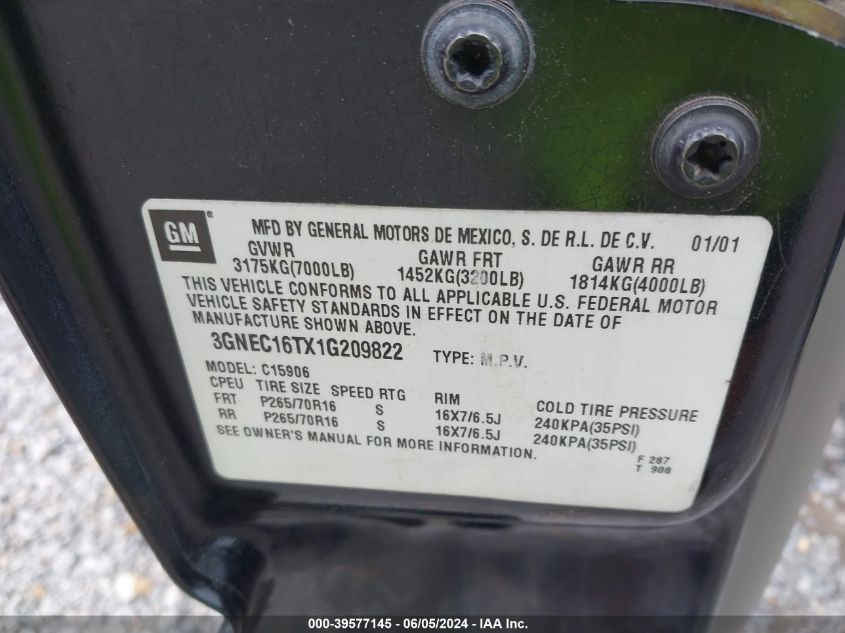 GM ® MFD BY GENERAL MOTORS DE MEXICO, S. DE R.L. DE C.V. 01/01
GVWR GAWR FRT GAWR RR
3175KG(7000LB) 1452KG(3200LB) 1814KG(4000LB)
THIS VEHICLE CONFORMS TO ALL APPLICABLE U.S. FEDERAL MOTOR
VEHICLE SAFETY STANDARDS IN EFFECT ON THE DATE OF
MANUFACTURE SHOWN ABOVE.
3GNEC16TX1G209822 TYPE: M.P.V.
MODEL: C15906
CPEU TIRE SIZE SPEED RTG RIM COLD TIRE PRESSURE
FRT P265/70R16 S 16X7/6.5J 240KPA(35PSI)
RR P265/70R16 S 16X7/6.5J 240KPA(35PSI)
SEE OWNER'S MANUAL FOR MORE INFORMATION.
F 287
T 908
000-39577145 - 06/05/2024 - IAA Inc.